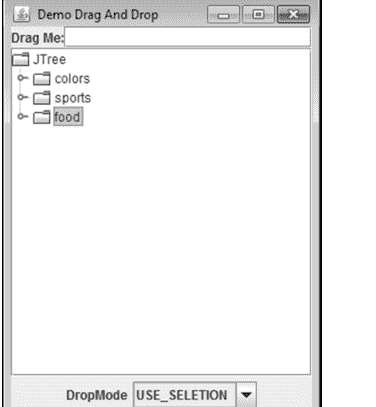 Demo Drag And Drop
Drag Me:
JTree
colors
sports
food
DropMode USE_SELETION